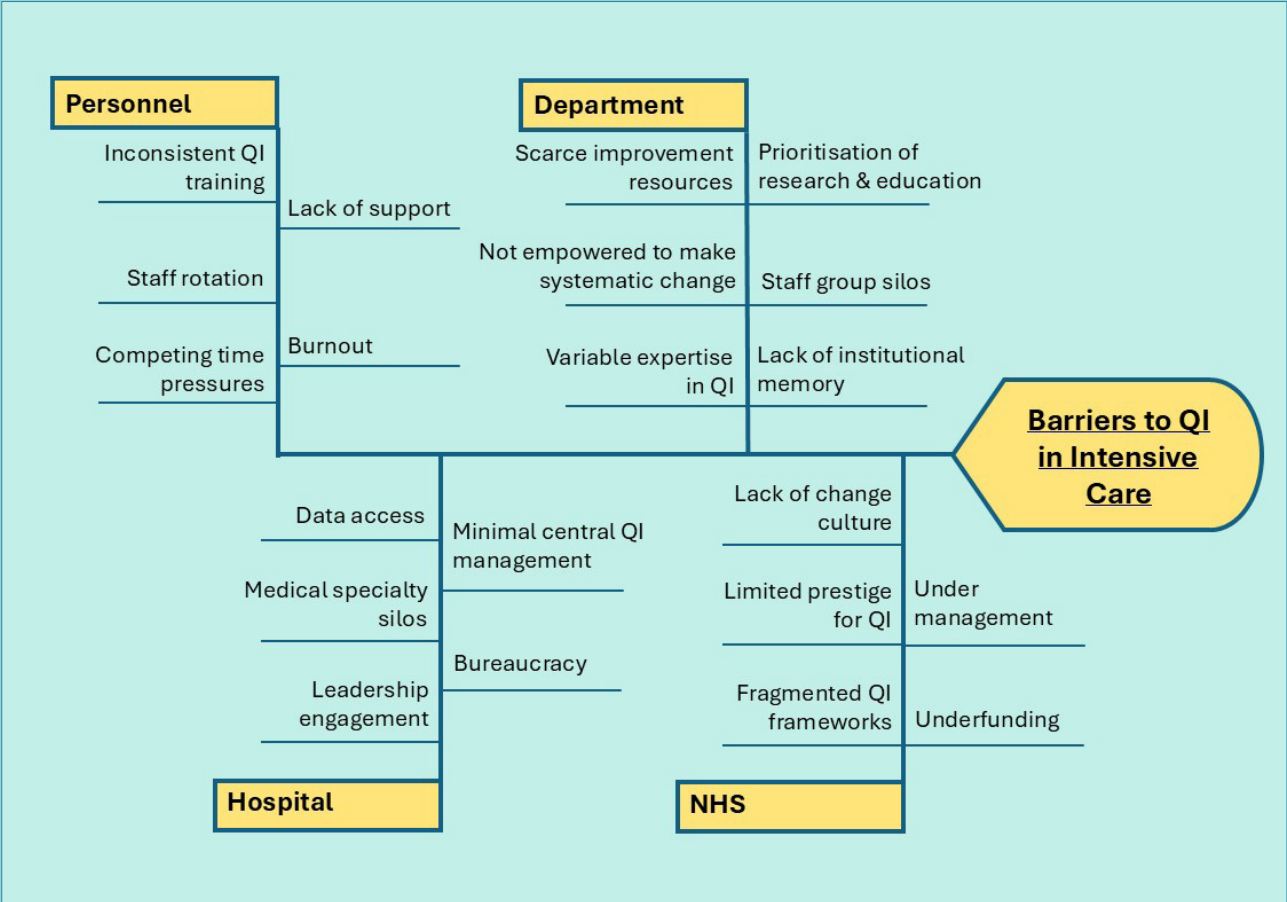 Personnel
Inconsistent QI
training
Lack of support
Staff rotation
Burnout
Competing time
pressures
Department
Scarce improvement
resources
Prioritisation of
research & education
Not empowered to make
systematic change
Staff group silos
Variable expertise
in QI
Lack of institutional
memory
Barriers to QI
in Intensive
Care
Data access
Minimal central QI
management
Medical specialty
silos
Bureaucracy
Leadership
engagement
Hospital
Lack of change
culture
Limited prestige
for QI
Under
management
Fragmented QI
frameworks
Underfunding
NHS